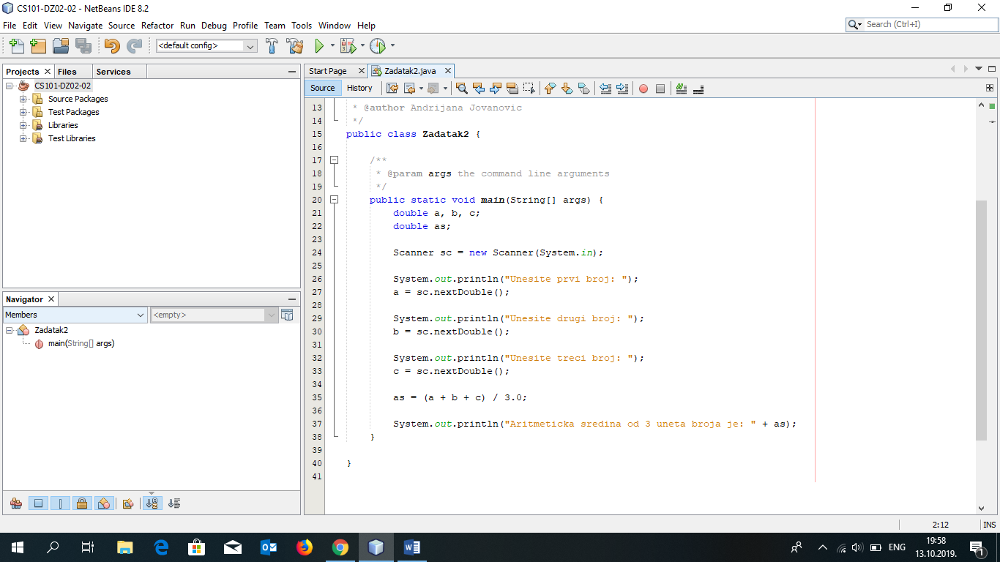 CS101-DZ02-02 - NetBeans IDE 8.2
File Edit View Navigate Source Refactor Run Debug Profile Team Tools Window Help
Search (Ctrl+I)
<default config>
Projects Files Services
CS101-DZ02-02
Source Packages
Test Packages
Libraries
Test Libraries
Navigator
Members <empty>
Zadatak2
main(String[] args)
Start Page Zadatak2.java
Source History
13 * @author Andrijana Jovanovic
14 */
15 public class Zadatak2 {
16
17 /**
18 * @param args the command line arguments
19 */
20 public static void main(String[] args) {
21 double a, b, c;
22 double as;
23
24 Scanner sc = new Scanner(System.in);
25
26 System.out.println("Unesite prvi broj: ");
27 a = sc.nextDouble();
28
29 System.out.println("Unesite drugi broj: ");
30 b = sc.nextDouble();
31
32 System.out.println("Unesite treci broj: ");
33 c = sc.nextDouble();
34
35 as = (a + b + c) / 3.0;
36
37 System.out.println("Aritmeticka sredina od 3 uneta broja je: " + as);
38 }
39
40 }
41
2:12 INS
ENG
19:58
13.10.2019.
1